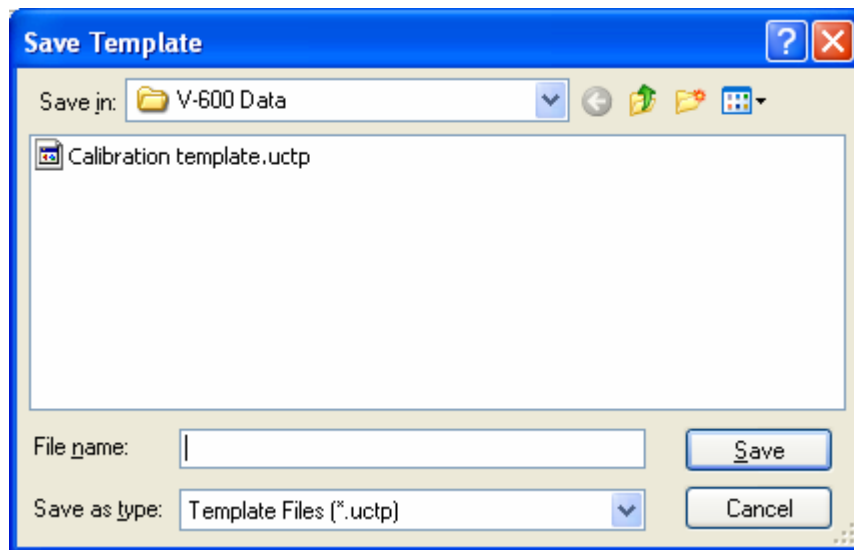 Save Template
Save in: V-600 Data
Calibration template.uctp
File name: Save
Save as type: Template Files (*.uctp) Cancel